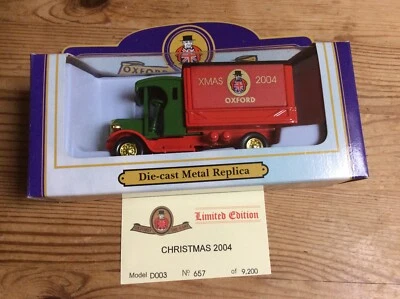 OXFORD
XMAS 2004
OXFORD
Die-cast Metal Replica
Limited Edition
CHRISTMAS 2004
Model D003 Nº 657 of 9,200